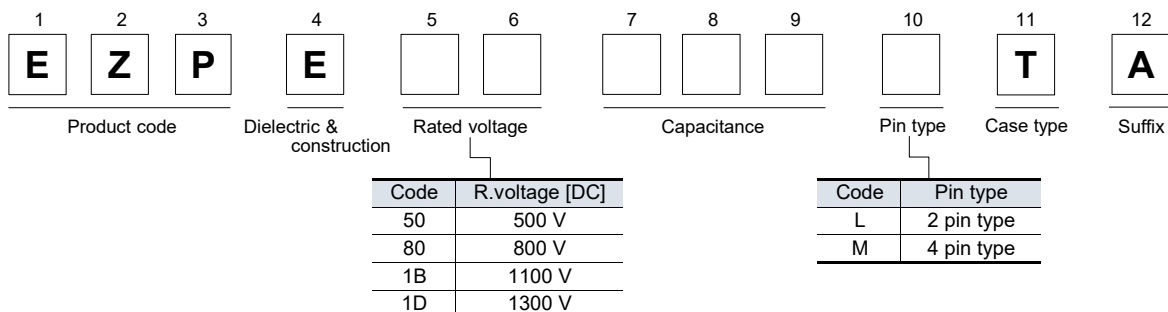 1 2 3 4 5 6 7 8 9 10 11 12
E Z P E T A
Product code Dielectric & construction Rated voltage Capacitance Pin type Case type Suffix
Code R.voltage [DC]
50 500 V
80 800 V
1B 1100 V
1D 1300 V
Code Pin type
L 2 pin type
M 4 pin type